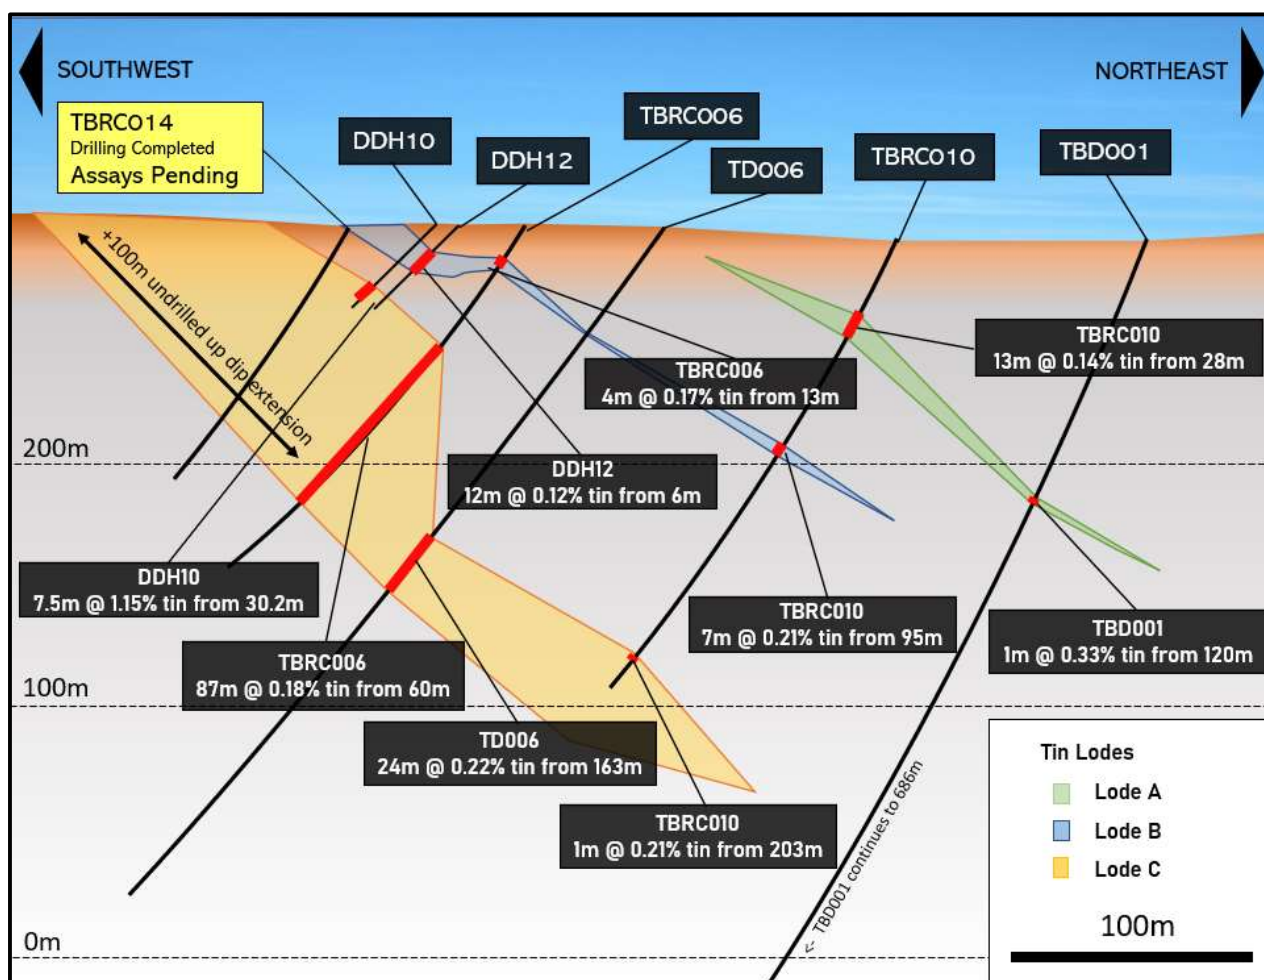 SOUTHWEST
NORTHEAST
TBRC014
Drilling Completed
Assays Pending
DDH10
DDH12
TBRC006
TD006
TBRC010
TBD001
+100m undrilled up dip extension
TBRC010
13m @ 0.14% tin from 28m
TBRC006
4m @ 0.17% tin from 13m
200m
DDH12
12m @ 0.12% tin from 6m
DDH10
7.5m @ 1.15% tin from 30.2m
TBRC010
7m @ 0.21% tin from 95m
TBD001
1m @ 0.33% tin from 120m
TBRC006
87m @ 0.18% tin from 60m
100m
TD006
24m @ 0.22% tin from 163m
TBRC010
1m @ 0.21% tin from 203m
<- TBD001 continues to 686m
0m
Tin Lodes
Lode A
Lode B
Lode C
100m